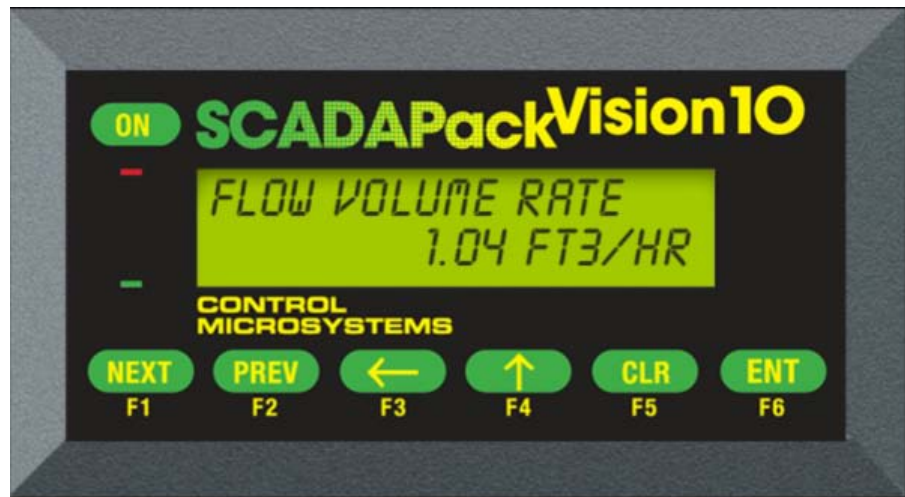 ON
SCADAPackVision10
FLOW VOLUME RATE
1.04 FT3/HR
CONTROL
MICROSYSTEMS
NEXT PREV ← ↑ CLR ENT
F1 F2 F3 F4 F5 F6